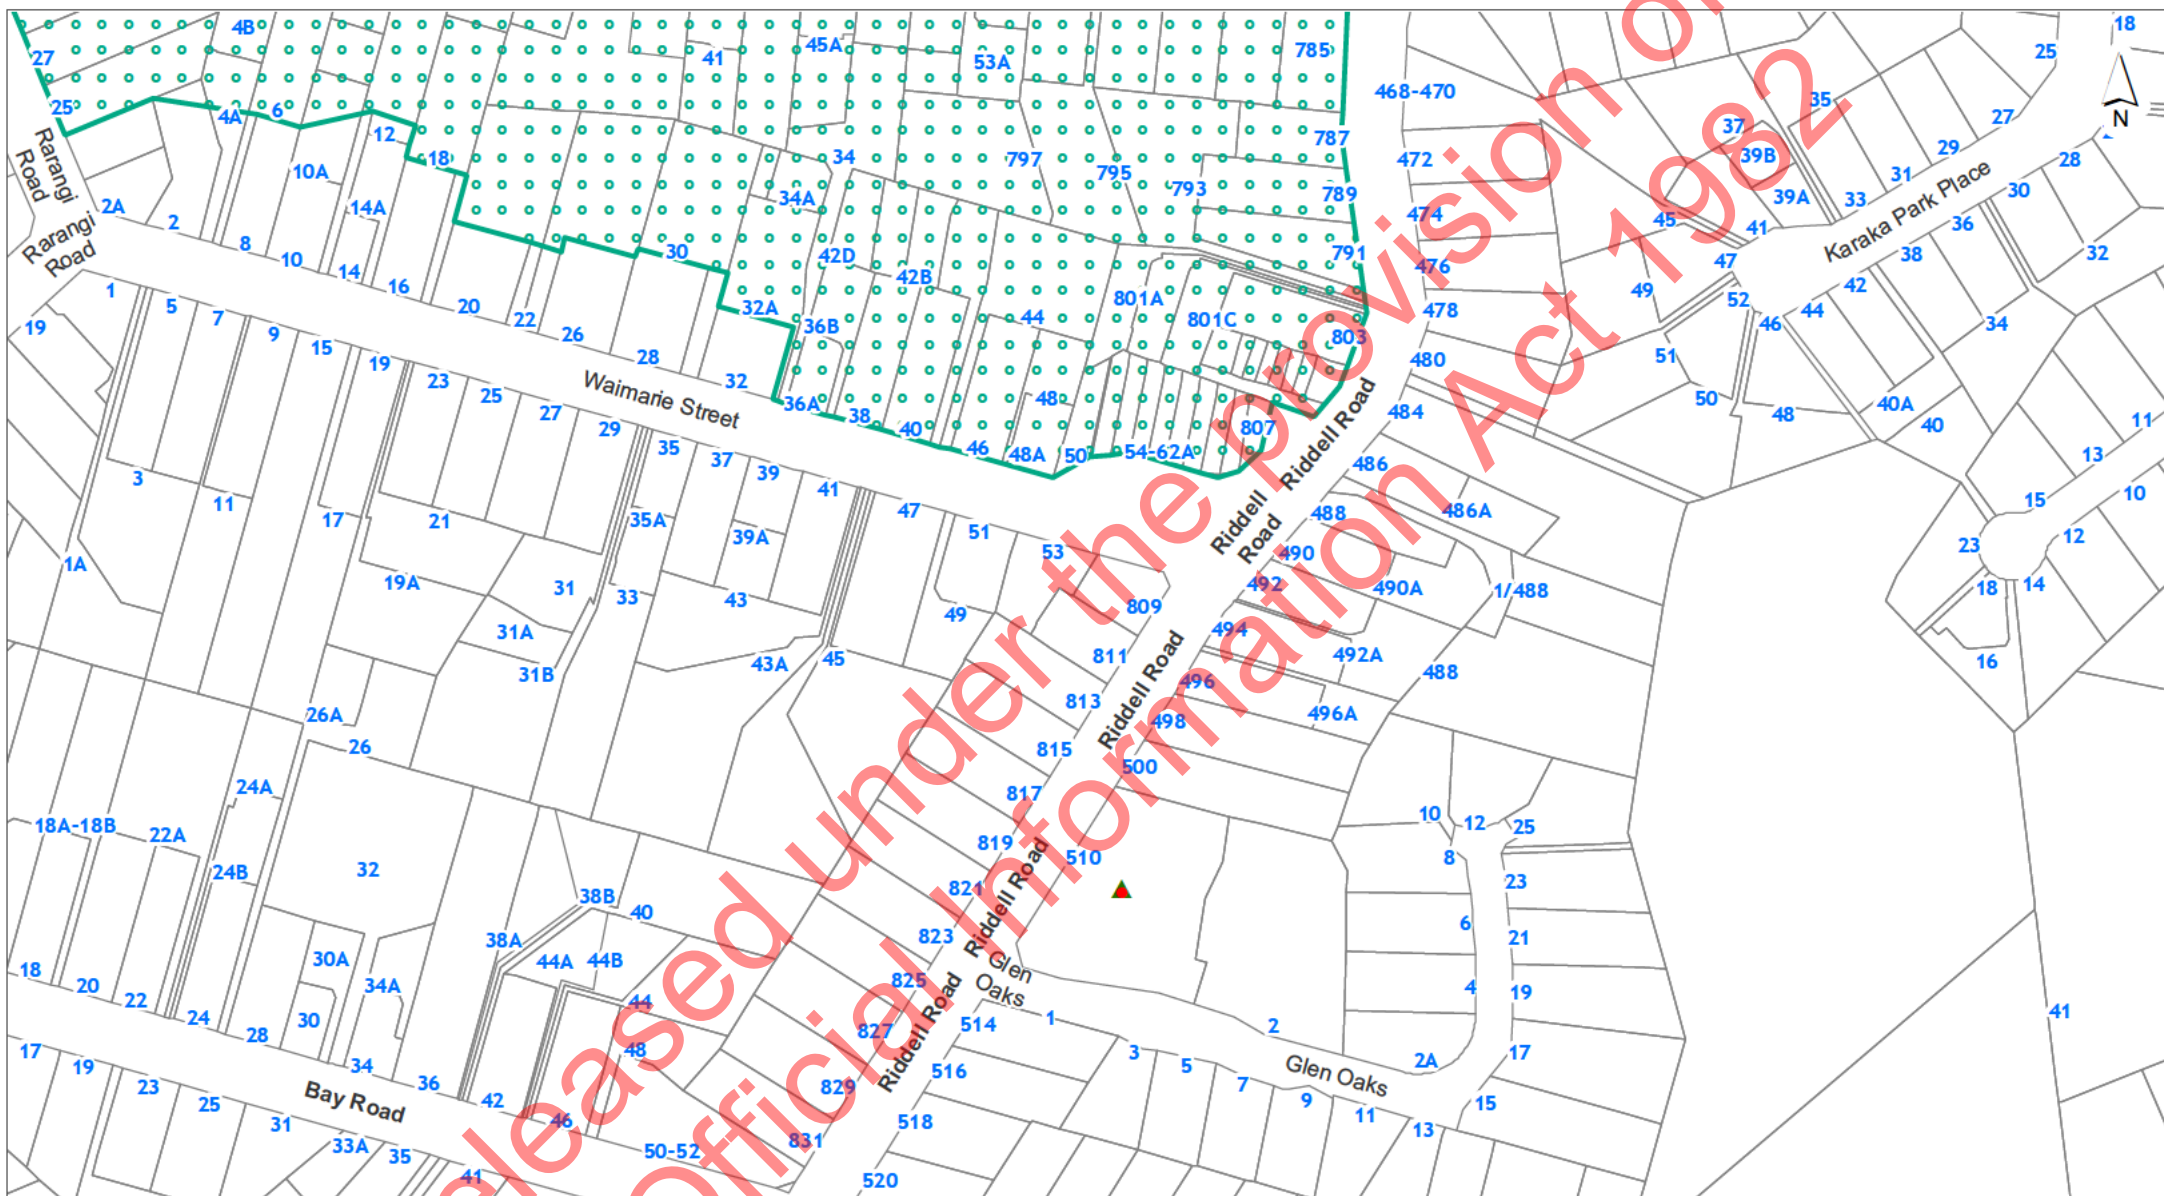 4B
45A
18
27
41
53A
785
25
468-470
35
25
4A
6
27
12
37
787
N
18
34
797
795
472
39B
29
28
10A
793
31
Rarangi
Road
34A
789
39A
33
30
2A
14A
474
45
41
Karaka Park Place
36
2
Rarangi
Road
8
30
42D
791
38
32
10
14
42B
476
47
16
49
42
1
5
20
32A
801A
52
7
22
36B
44
801C
478
46
44
34
19
9
26
803
15
28
480
51
19
32
23
Waimarie Street
36A
48
50
40A
25
38
484
48
27
40
807
Riddell Road
40
11
29
35
46
48A
50
54-62A
13
37
486
3
39
41
15
10
11
47
486A
17
21
35A
51
Riddell
Road
488
39A
53
490
23
12
1A
19A
31
33
43
492
490A
1/488
18
14
49
809
31A
494
31B
43A
45
811
492A
488
16
496
26A
813
Riddell Road
498
496A
26
815
500
24A
817
10
12
25
18A-18B
22A
819
510
8
24B
32
821
23
38B
40
Riddell Road
6
38A
823
21
30A
44A
44B
Glen
Oaks
18
34A
825
20
22
44
4
19
24
30
Riddell Road
514
1
2
28
827
17
48
3
2A
17
19
34
5
Glen Oaks
23
36
829
516
7
25
Bay Road
42
9
15
31
46
518
11
33A
35
50-52
831
13
41
520
41
Released under the provision of
Official Information Act 1982